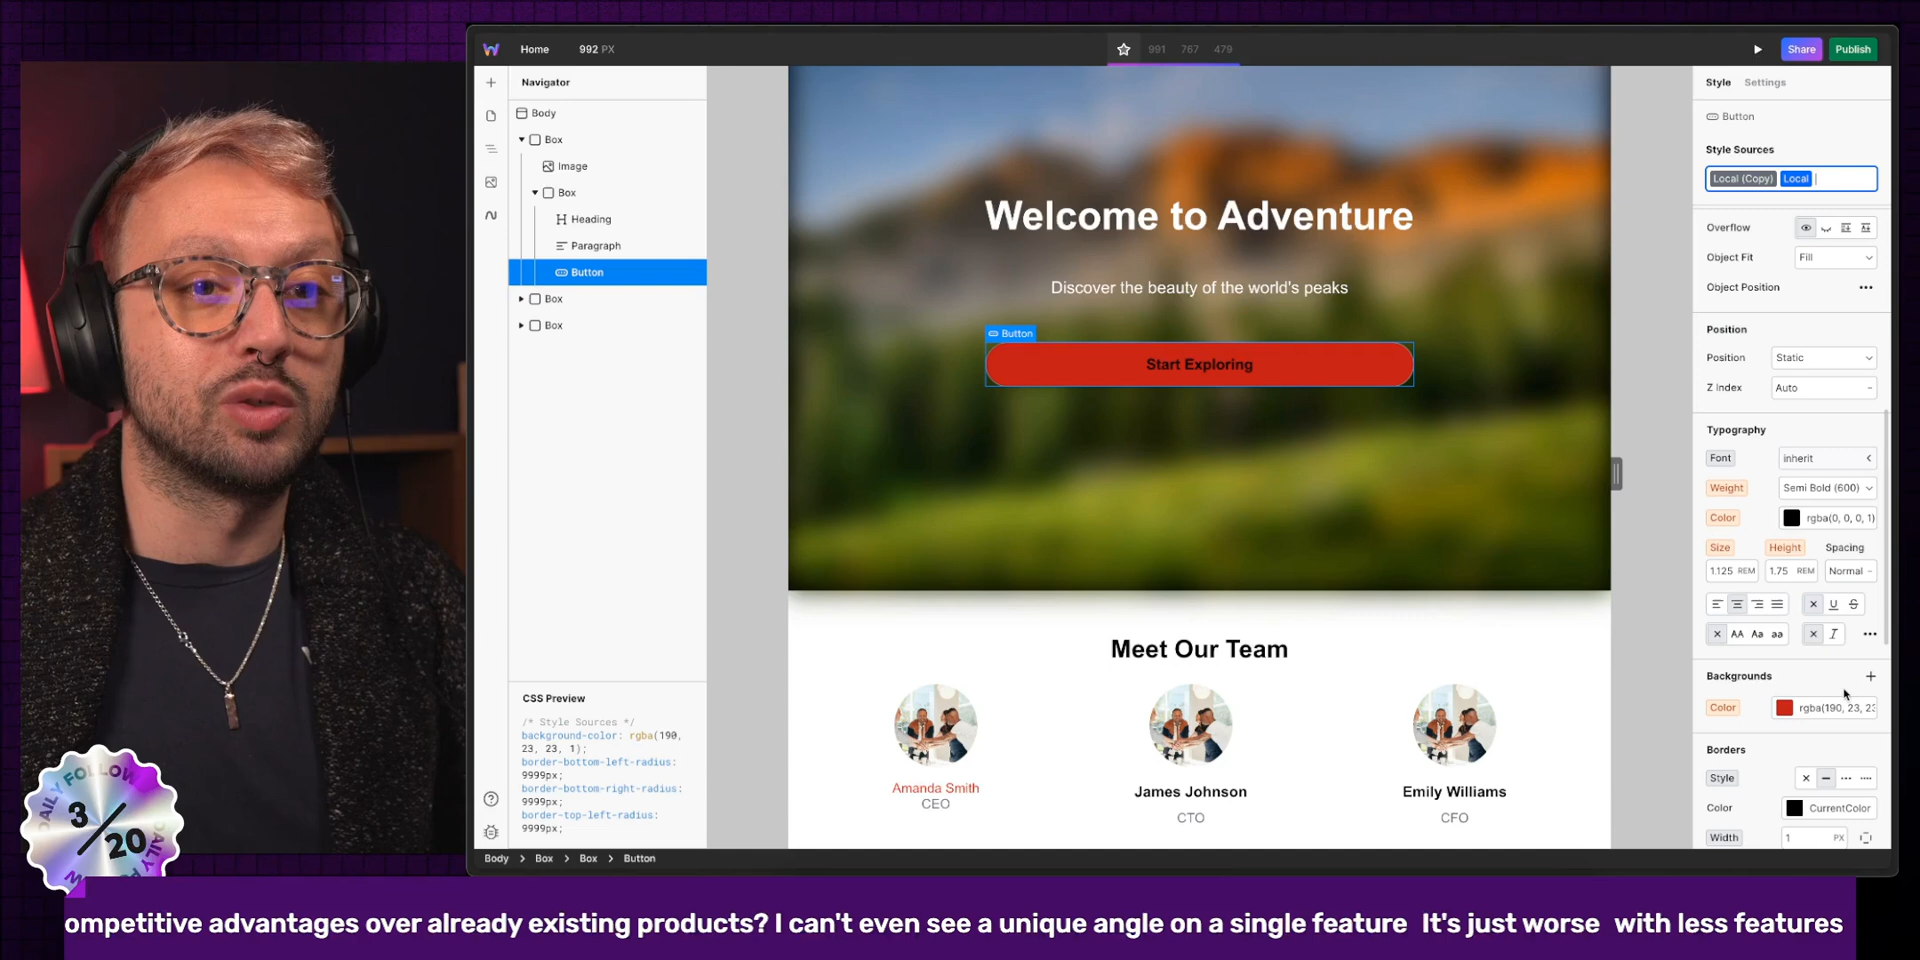 Home
992 PX
991
767
479
Share
Publish
Navigator
Body
Box
Image
Box
Heading
Paragraph
Button
Box
Box
CSS Preview
/* Style Sources */
background-color: rgba(190,
23, 23, 1);
border-bottom-left-radius:
9999px;
border-bottom-right-radius:
9999px;
border-top-left-radius:
9999px;
Body > Box > Box > Button
Welcome to Adventure
Discover the beauty of the world's peaks
Button
Start Exploring
Meet Our Team
Amanda Smith
CEO
James Johnson
CTO
Emily Williams
CFO
Style
Settings
Button
Style Sources
Local (Copy) Local
Overflow
Object Fit
Fill
Object Position
Position
Position
Static
Z Index
Auto
Typography
Font
inherit
Weight
Semi Bold (600)
Color
rgba(0, 0, 0, 1)
Size
Height
Spacing
1.125 REM
1.75 REM
Normal
U S
AA Aa aa
I
Backgrounds
Color
rgba(190, 23, 23
Borders
Style
Color
CurrentColor
Width
1 PX
DAILY FOLLOW
3/20
ompetitive advantages over already existing products? I can't even see a unique angle on a single feature It's just worse with less features